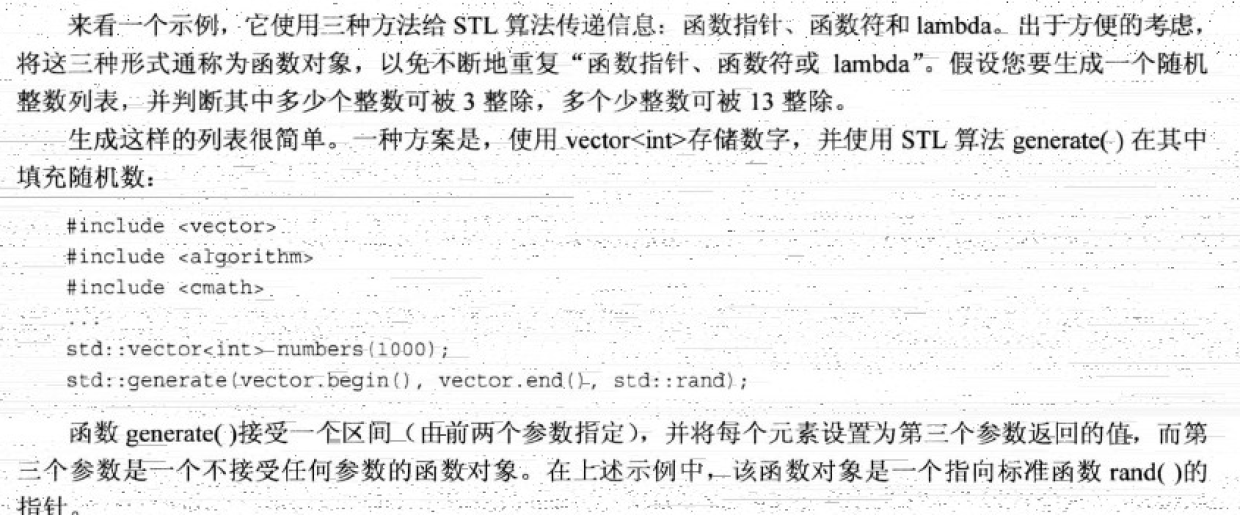 来看一个示例，它使用三种方法给 STL 算法传递信息：函数指针、函数符和 lambda。出于方便的考虑，
将这三种形式通称为函数对象，以免不断地重复“函数指针、函数符或 lambda”。假设您要生成一个随机
整数列表，并判断其中多少个整数可被 3 整除，多个少整数可被 13 整除。
生成这样的列表很简单。一种方案是，使用 vector<int>存储数字，并使用 STL 算法 generate( ) 在其中
填充随机数：
#include <vector>
#include <algorithm>
#include <cmath>
...
std::vector<int> numbers(1000);
std::generate(vector.begin(), vector.end(), std::rand);
函数 generate( )接受一个区间（由前两个参数指定），并将每个元素设置为第三个参数返回的值，而第
三个参数是一个不接受任何参数的函数对象。在上述示例中，该函数对象是一个指向标准函数 rand( )的
指针。